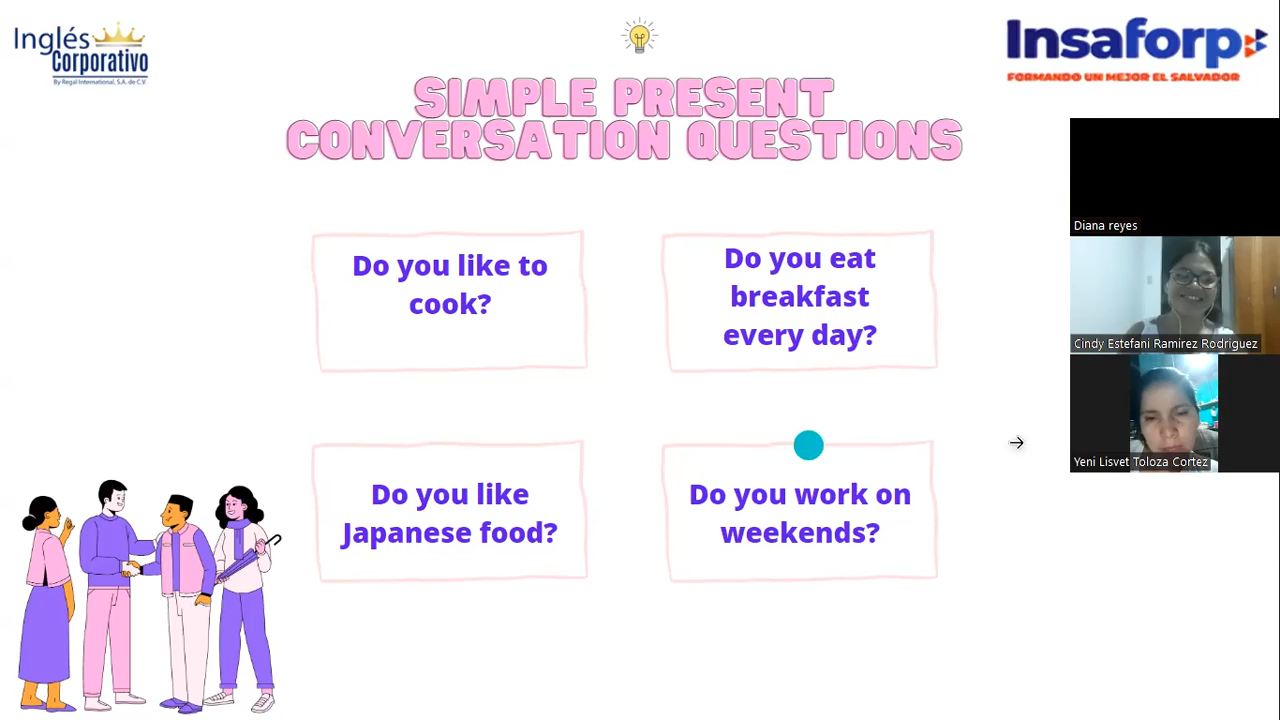 Inglés
Corporativo
By Regal International, S.A. de C.V.
Insaforp
FORMANDO UN MEJOR EL SALVADOR
SIMPLE PRESENT
CONVERSATION QUESTIONS
Do you like to
cook?
Do you eat
breakfast
every day?
Do you like
Japanese food?
Do you work on
weekends?
Diana reyes
Cindy Estefani Ramirez Rodriguez
Yeni Lisvet Toloza Cortez